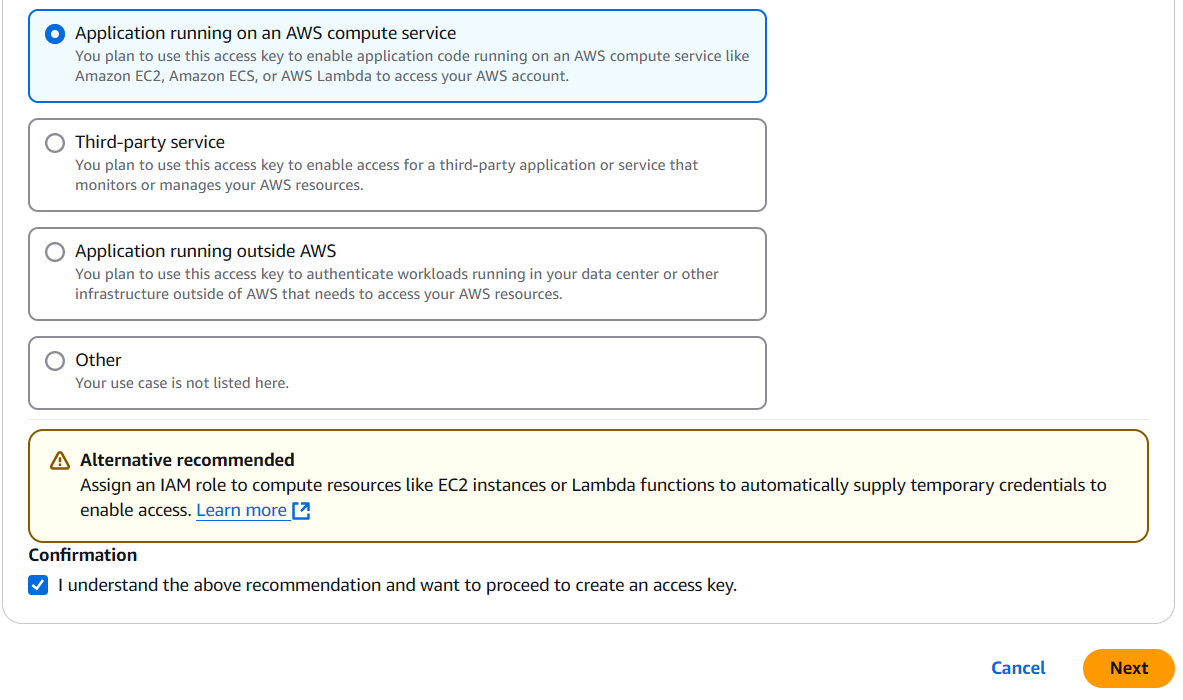 Application running on an AWS compute service
You plan to use this access key to enable application code running on an AWS compute service like
Amazon EC2, Amazon ECS, or AWS Lambda to access your AWS account.
Third-party service
You plan to use this access key to enable access for a third-party application or service that
monitors or manages your AWS resources.
Application running outside AWS
You plan to use this access key to authenticate workloads running in your data center or other
infrastructure outside of AWS that needs to access your AWS resources.
Other
Your use case is not listed here.
Alternative recommended
Assign an IAM role to compute resources like EC2 instances or Lambda functions to automatically supply temporary credentials to
enable access. Learn more
Confirmation
I understand the above recommendation and want to proceed to create an access key.
Cancel
Next